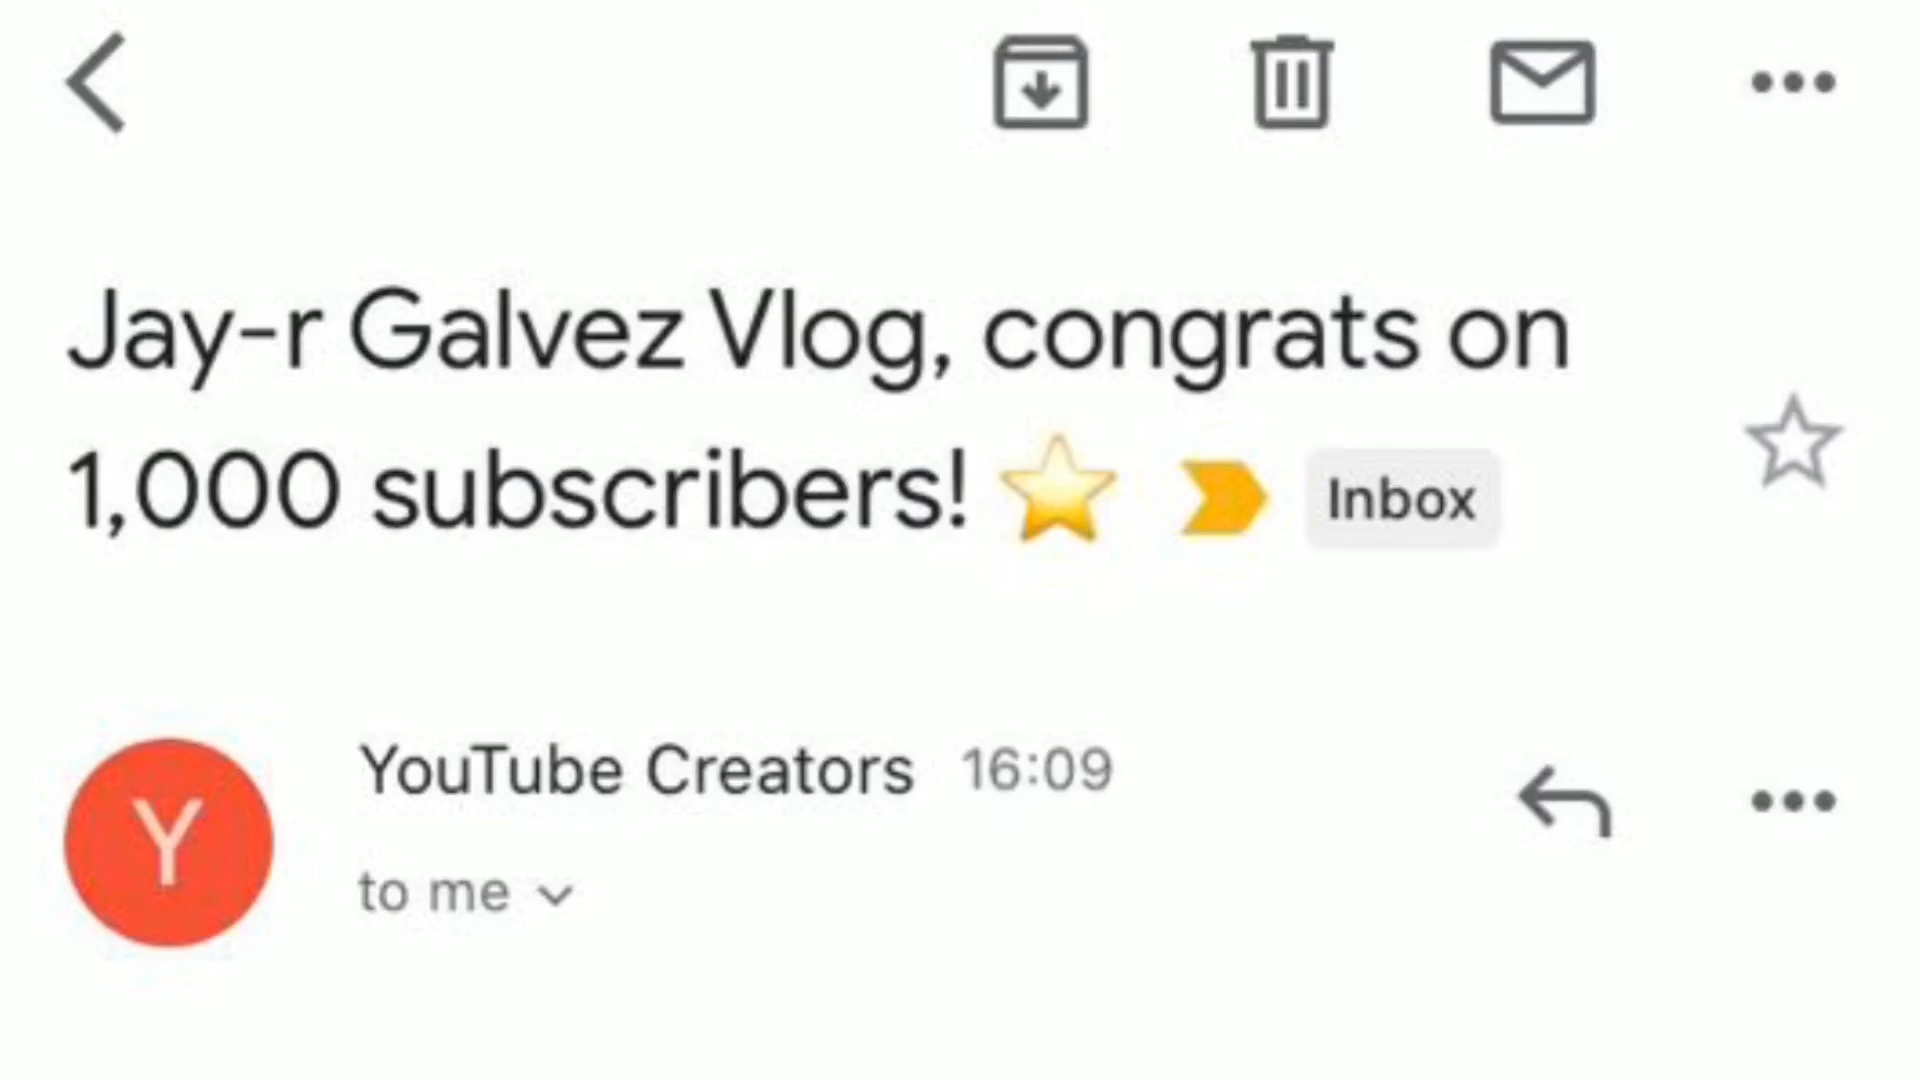 Jay-r Galvez Vlog, congrats on
1,000 subscribers! ⭐ Inbox
YouTube Creators 16:09
Y
to me